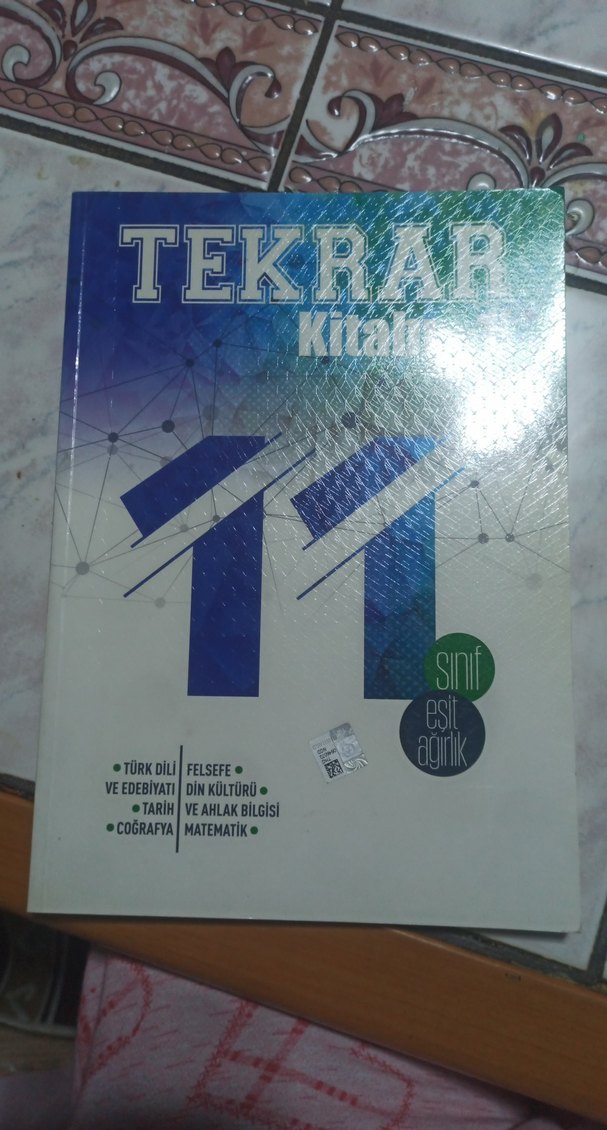 TEKRAR
Kitabı
11
sınıf
eşit
ağırlık
• TÜRK DİLİ
VE EDEBİYATI
• TARİH
• COĞRAFYA
FELSEFE •
DİN KÜLTÜRÜ •
VE AHLAK BİLGİSİ
MATEMATİK •